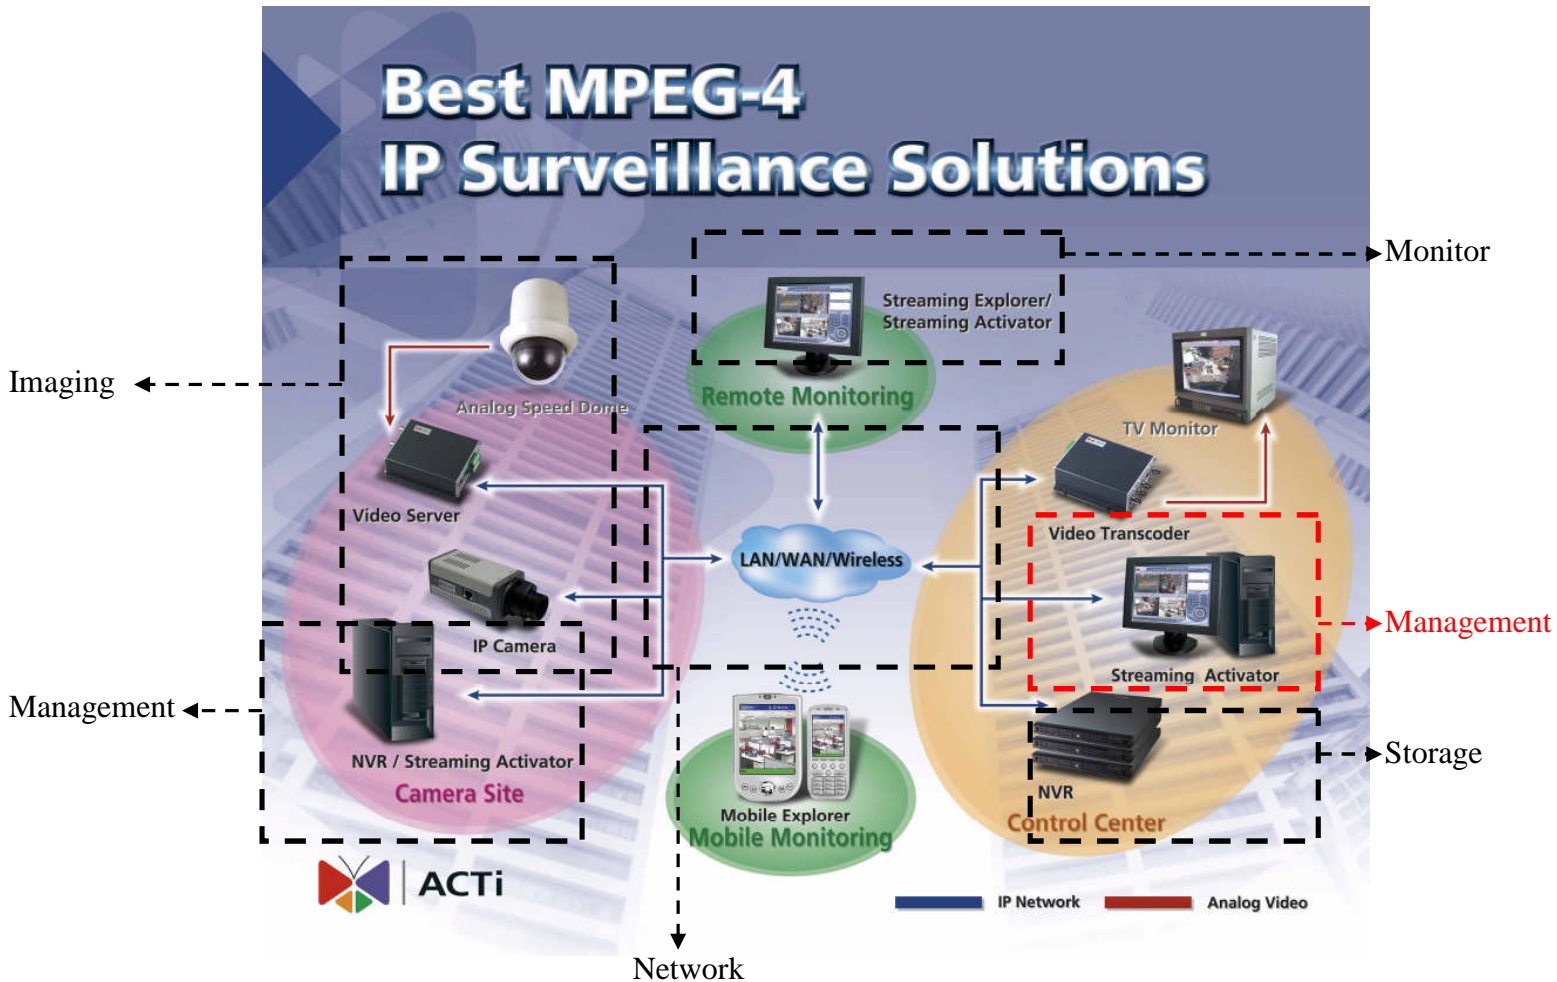 Best MPEG-4
IP Surveillance Solutions
Monitor
Streaming Explorer/
Streaming Activator
Remote Monitoring
Imaging
Analog Speed Dome
TV Monitor
Video Server
Video Transcoder
LAN/WAN/Wireless
IP Camera
Management
Streaming Activator
Management
NVR / Streaming Activator
Camera Site
Storage
NVR
Control Center
Mobile Explorer
Mobile Monitoring
ACTi
IP Network
Analog Video
Network